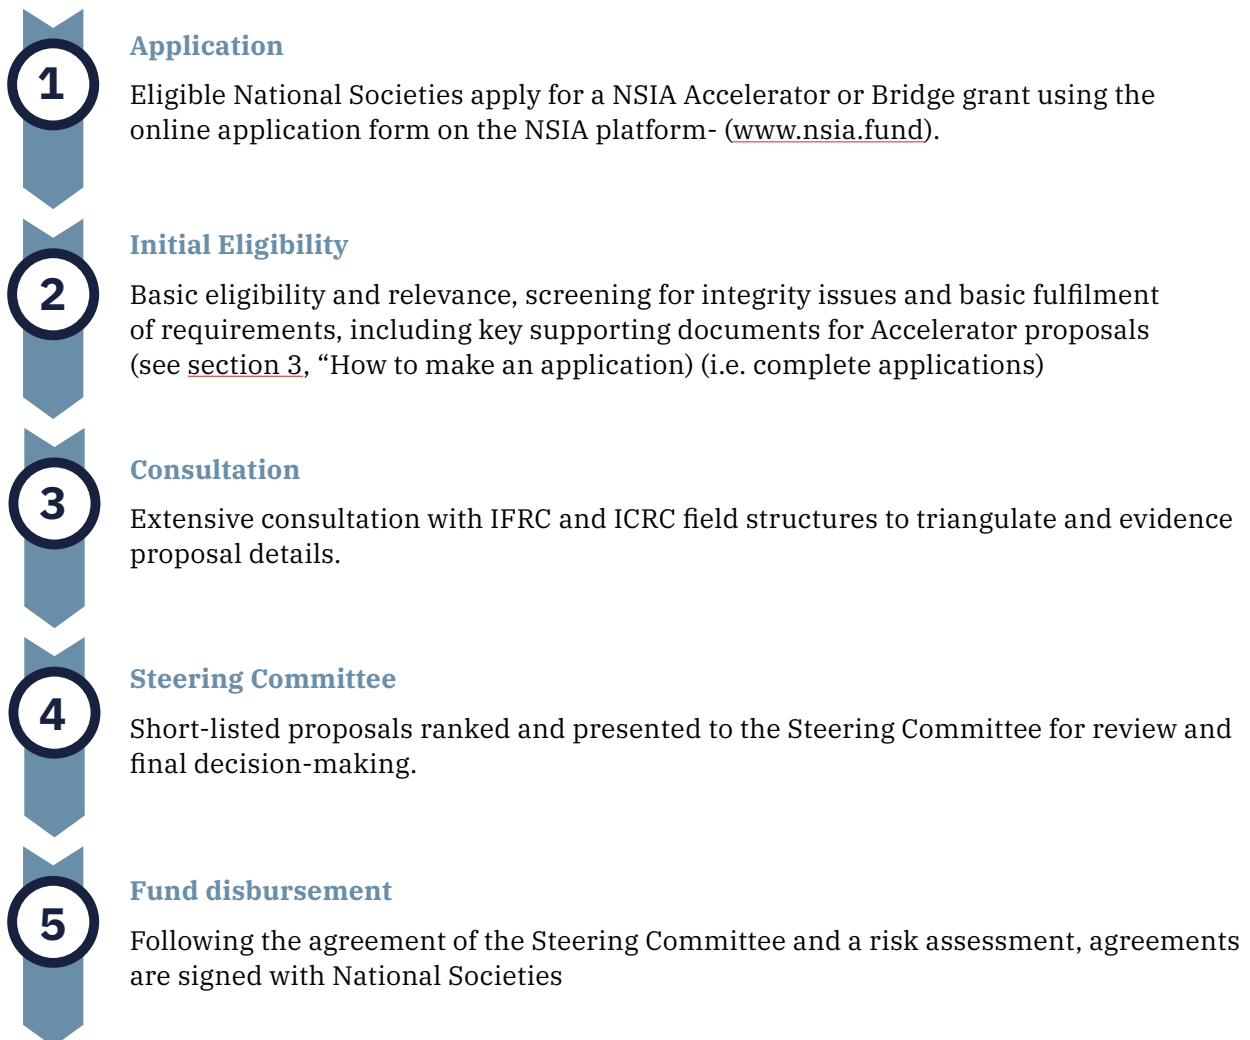 1
Application
Eligible National Societies apply for a NSIA Accelerator or Bridge grant using the
online application form on the NSIA platform- (www.nsia.fund).
2
Initial Eligibility
Basic eligibility and relevance, screening for integrity issues and basic fulfilment
of requirements, including key supporting documents for Accelerator proposals
(see section 3, “How to make an application) (i.e. complete applications)
3
Consultation
Extensive consultation with IFRC and ICRC field structures to triangulate and evidence
proposal details.
4
Steering Committee
Short-listed proposals ranked and presented to the Steering Committee for review and
final decision-making.
5
Fund disbursement
Following the agreement of the Steering Committee and a risk assessment, agreements
are signed with National Societies